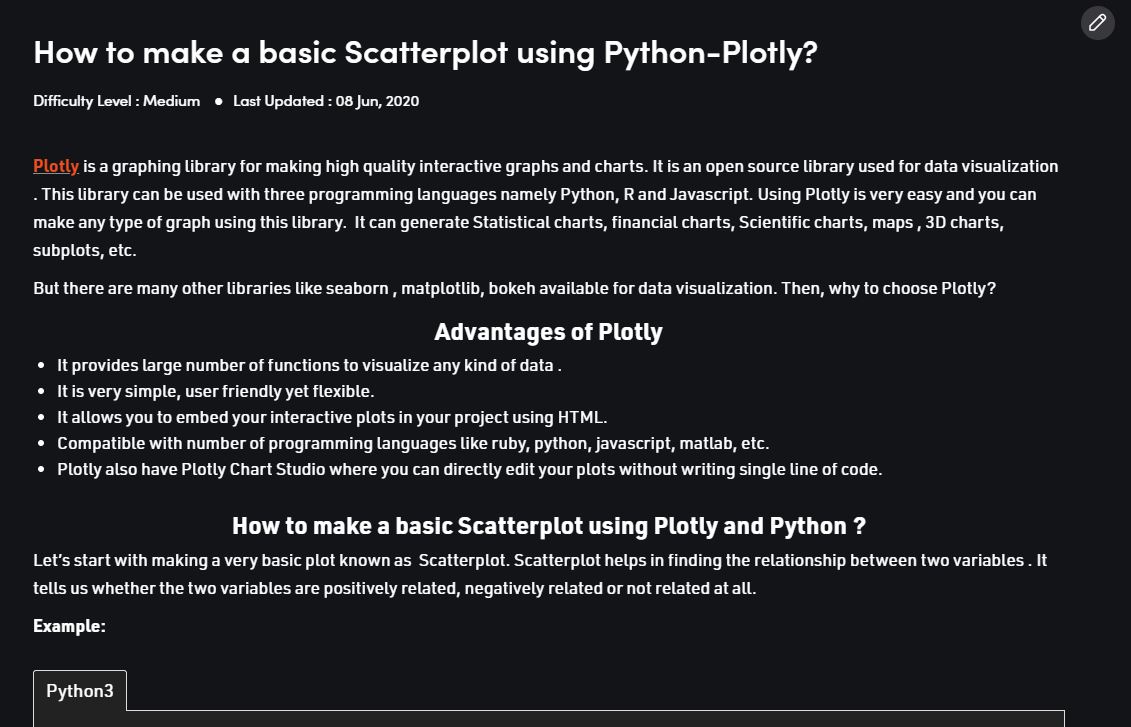 How to make a basic Scatterplot using Python-Plotly?
Difficulty Level : Medium ● Last Updated : 08 Jun, 2020
Plotly is a graphing library for making high quality interactive graphs and charts. It is an open source library used for data visualization
. This library can be used with three programming languages namely Python, R and Javascript. Using Plotly is very easy and you can
make any type of graph using this library.  It can generate Statistical charts, financial charts, Scientific charts, maps , 3D charts,
subplots, etc.
But there are many other libraries like seaborn , matplotlib, bokeh available for data visualization. Then, why to choose Plotly?
Advantages of Plotly
• It provides large number of functions to visualize any kind of data .
• It is very simple, user friendly yet flexible.
• It allows you to embed your interactive plots in your project using HTML.
• Compatible with number of programming languages like ruby, python, javascript, matlab, etc.
• Plotly also have Plotly Chart Studio where you can directly edit your plots without writing single line of code.
How to make a basic Scatterplot using Plotly and Python ?
Let's start with making a very basic plot known as  Scatterplot. Scatterplot helps in finding the relationship between two variables . It
tells us whether the two variables are positively related, negatively related or not related at all.
Example:
Python3